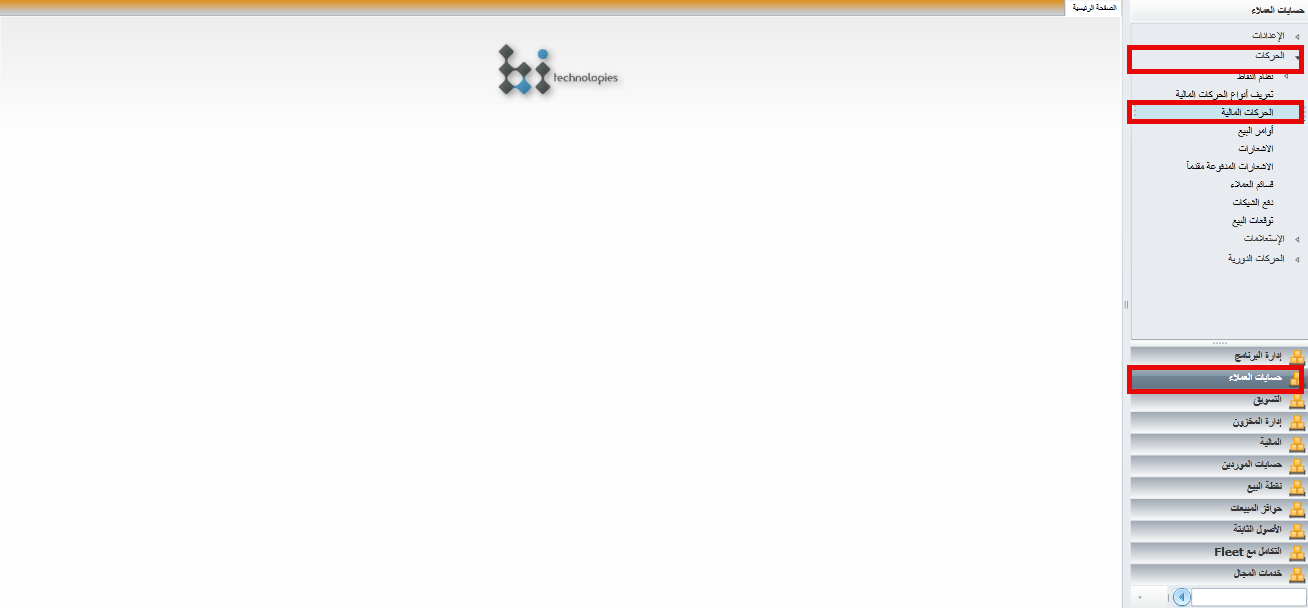 حسابات العملاء
الصفحة الرئيسية
الإعدادات
الحركات
نظام النقاط
تعريف أنواع الحركات المالية
الحركات المالية
أوامر البيع
الاشعارات
الاشعارات المدفوعة مقدماً
قسائم العملاء
دفع الشيكات
توقعات البيع
الإستعلامات
الحركات الدورية
bi technologies
إدارة البرنامج
حسابات العملاء
التسويق
إدارة المخزون
المالية
حسابات الموردين
نقطة البيع
حوافز المبيعات
الأصول الثابتة
التكامل مع Fleet
خدمات المجال